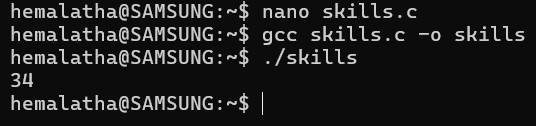 hemalatha@SAMSUNG:~$ nano skills.c
hemalatha@SAMSUNG:~$ gcc skills.c -o skills
hemalatha@SAMSUNG:~$ ./skills
34
hemalatha@SAMSUNG:~$